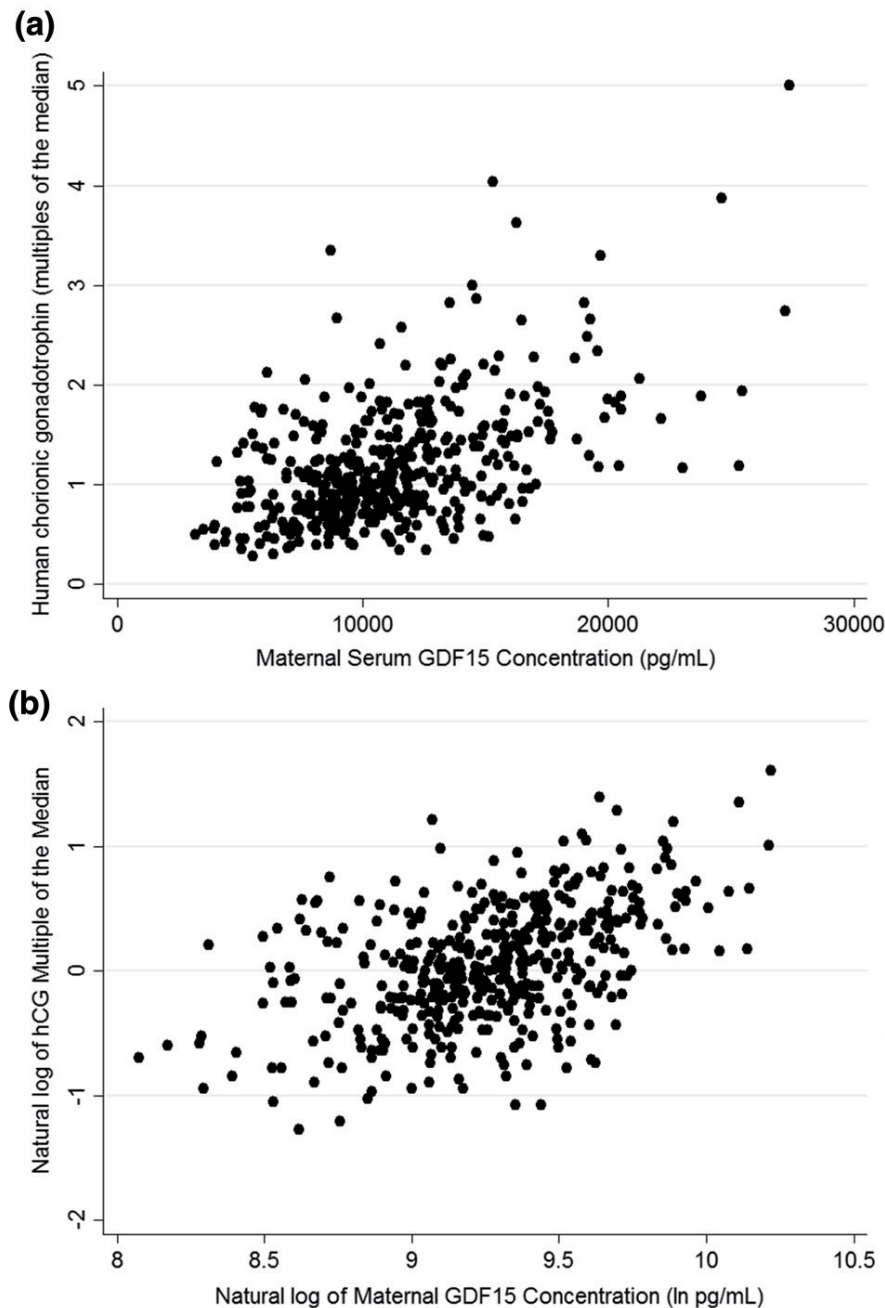 (a)
Human chorionic gonadotrophin (multiples of the median)
5
4
3
2
1
0
0 10000 20000 30000
Maternal Serum GDF15 Concentration (pg/mL)
(b)
Natural log of hCG Multiple of the Median
2
1
0
-1
-2
8 8.5 9 9.5 10 10.5
Natural log of Maternal GDF15 Concentration (ln pg/mL)